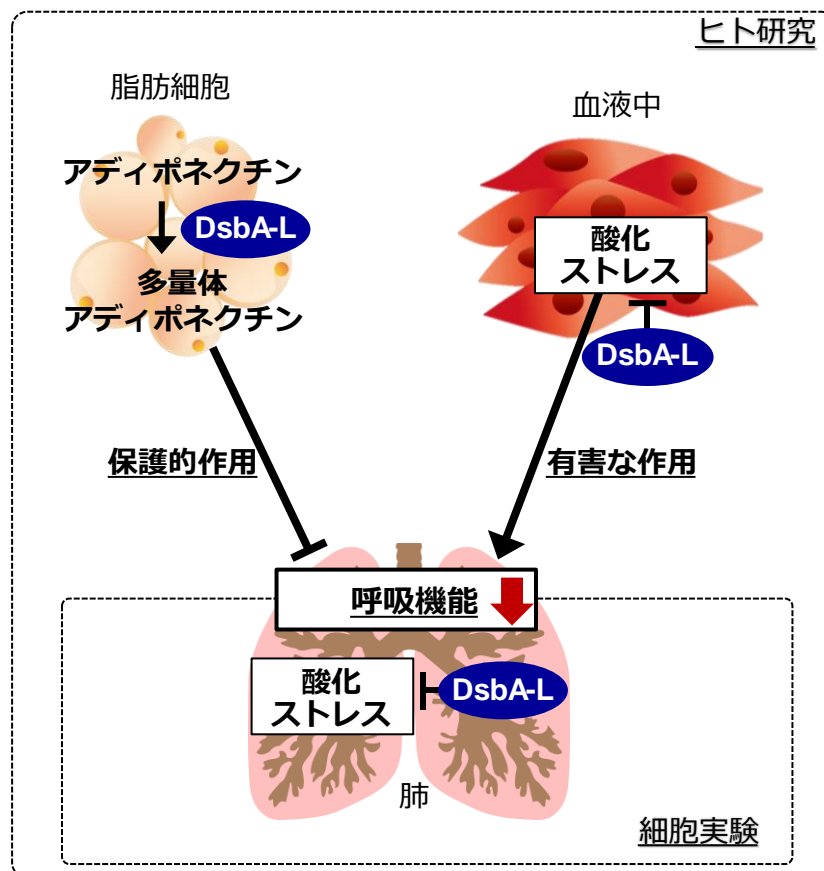 ヒト研究
脂肪細胞
血液中
アディポネクチン
DsbA-L
多量体
アディポネクチン
酸化
ストレス
DsbA-L
保護的作用
有害な作用
呼吸機能
酸化
ストレス
DsbA-L
肺
細胞実験